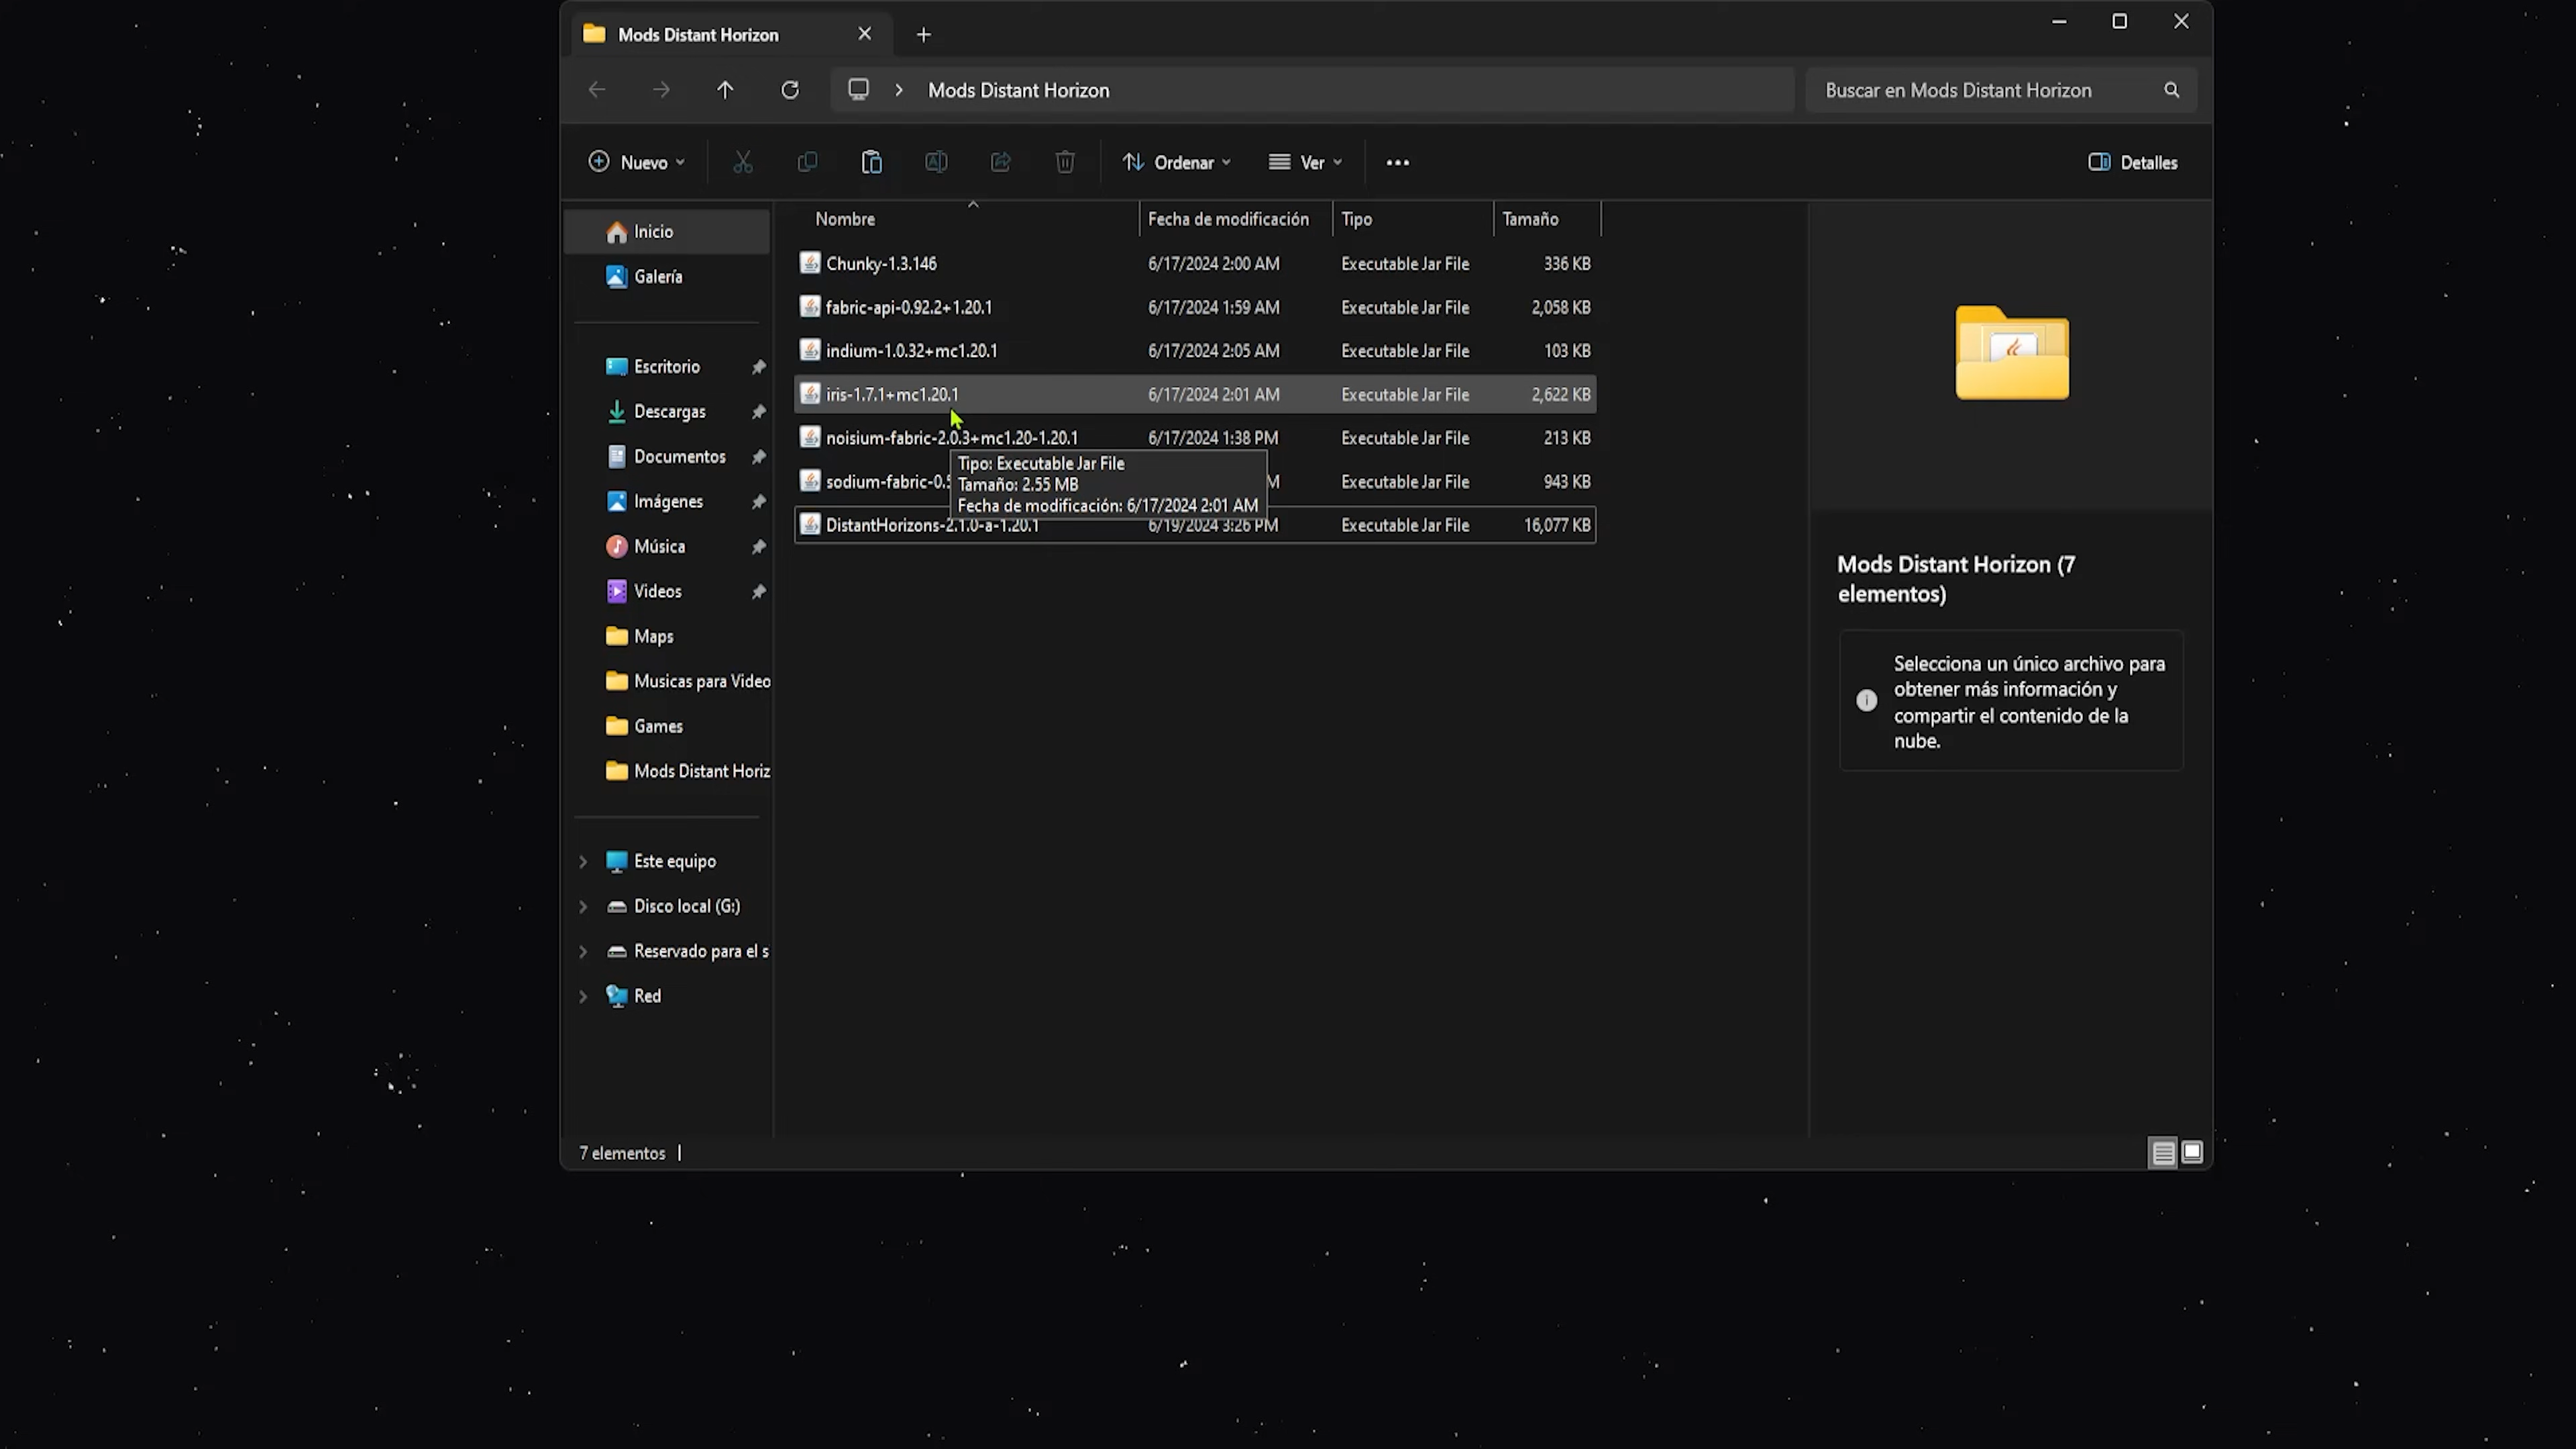 Mods Distant Horizon
Mods Distant Horizon
Buscar en Mods Distant Horizon
Nuevo
Ordenar
Ver
Detalles
Inicio
Galería
Escritorio
Descargas
Documentos
Imágenes
Música
Videos
Maps
Musicas para Video
Games
Mods Distant Horiz
Este equipo
Disco local (G:)
Reservado para el s
Red
Nombre Fecha de modificación Tipo Tamaño
Chunky-1.3.146 6/17/2024 2:00 AM Executable Jar File 336 KB
fabric-api-0.92.2+1.20.1 6/17/2024 1:59 AM Executable Jar File 2,058 KB
indium-1.0.32+mc1.20.1 6/17/2024 2:05 AM Executable Jar File 103 KB
iris-1.7.1+mc1.20.1 6/17/2024 2:01 AM Executable Jar File 2,622 KB
noisium-fabric-2.0.3+mc1.20-1.20.1 6/17/2024 1:38 PM Executable Jar File 213 KB
sodium-fabric-0.5 M Executable Jar File 943 KB
DistantHorizons-2.1.0-a-1.20.1 6/19/2024 3:26 PM Executable Jar File 16,077 KB
Tipo: Executable Jar File
Tamaño: 2.55 MB
Fecha de modificación: 6/17/2024 2:01 AM
Mods Distant Horizon (7
elementos)
Selecciona un único archivo para
obtener más información y
compartir el contenido de la
nube.
7 elementos